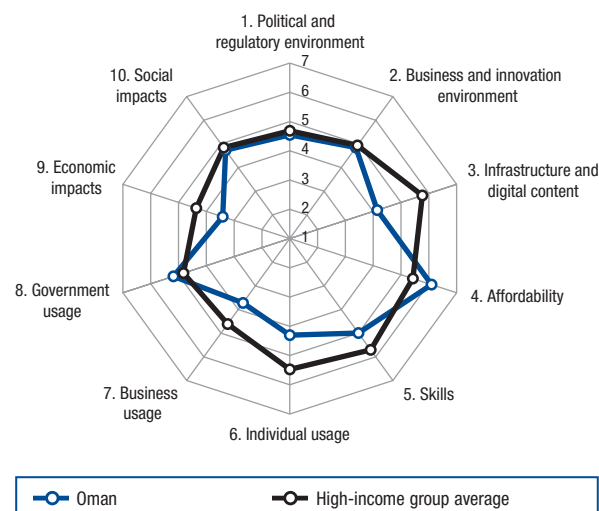 1. Political and
regulatory environment
2. Business and innovation
environment
3. Infrastructure and
digital content
4. Affordability
5. Skills
6. Individual usage
7. Business
usage
8. Government
usage
9. Economic
impacts
10. Social
impacts
7
6
5
4
3
2
1
Oman
High-income group average